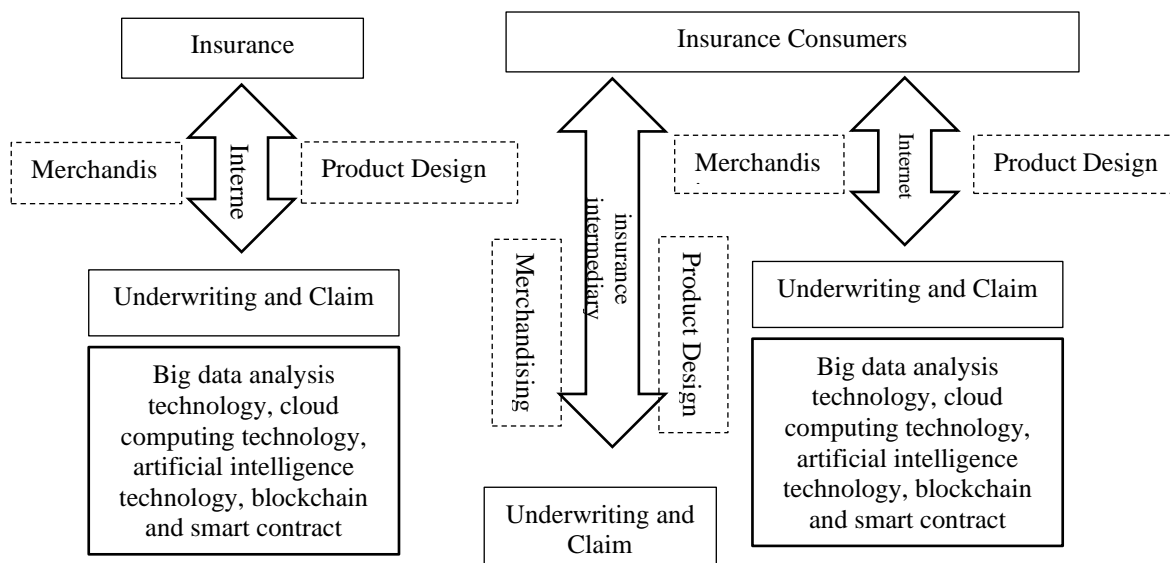 Insurance
Insurance Consumers
Merchandis
Interne
Product Design
insurance
intermediary
Merchandis
Internet
Product Design
Merchandising
Product Design
Underwriting and Claim
Underwriting and Claim
Big data analysis
technology, cloud
computing technology,
artificial intelligence
technology, blockchain
and smart contract
Underwriting and
Claim
Big data analysis
technology, cloud
computing technology,
artificial intelligence
technology, blockchain
and smart contract